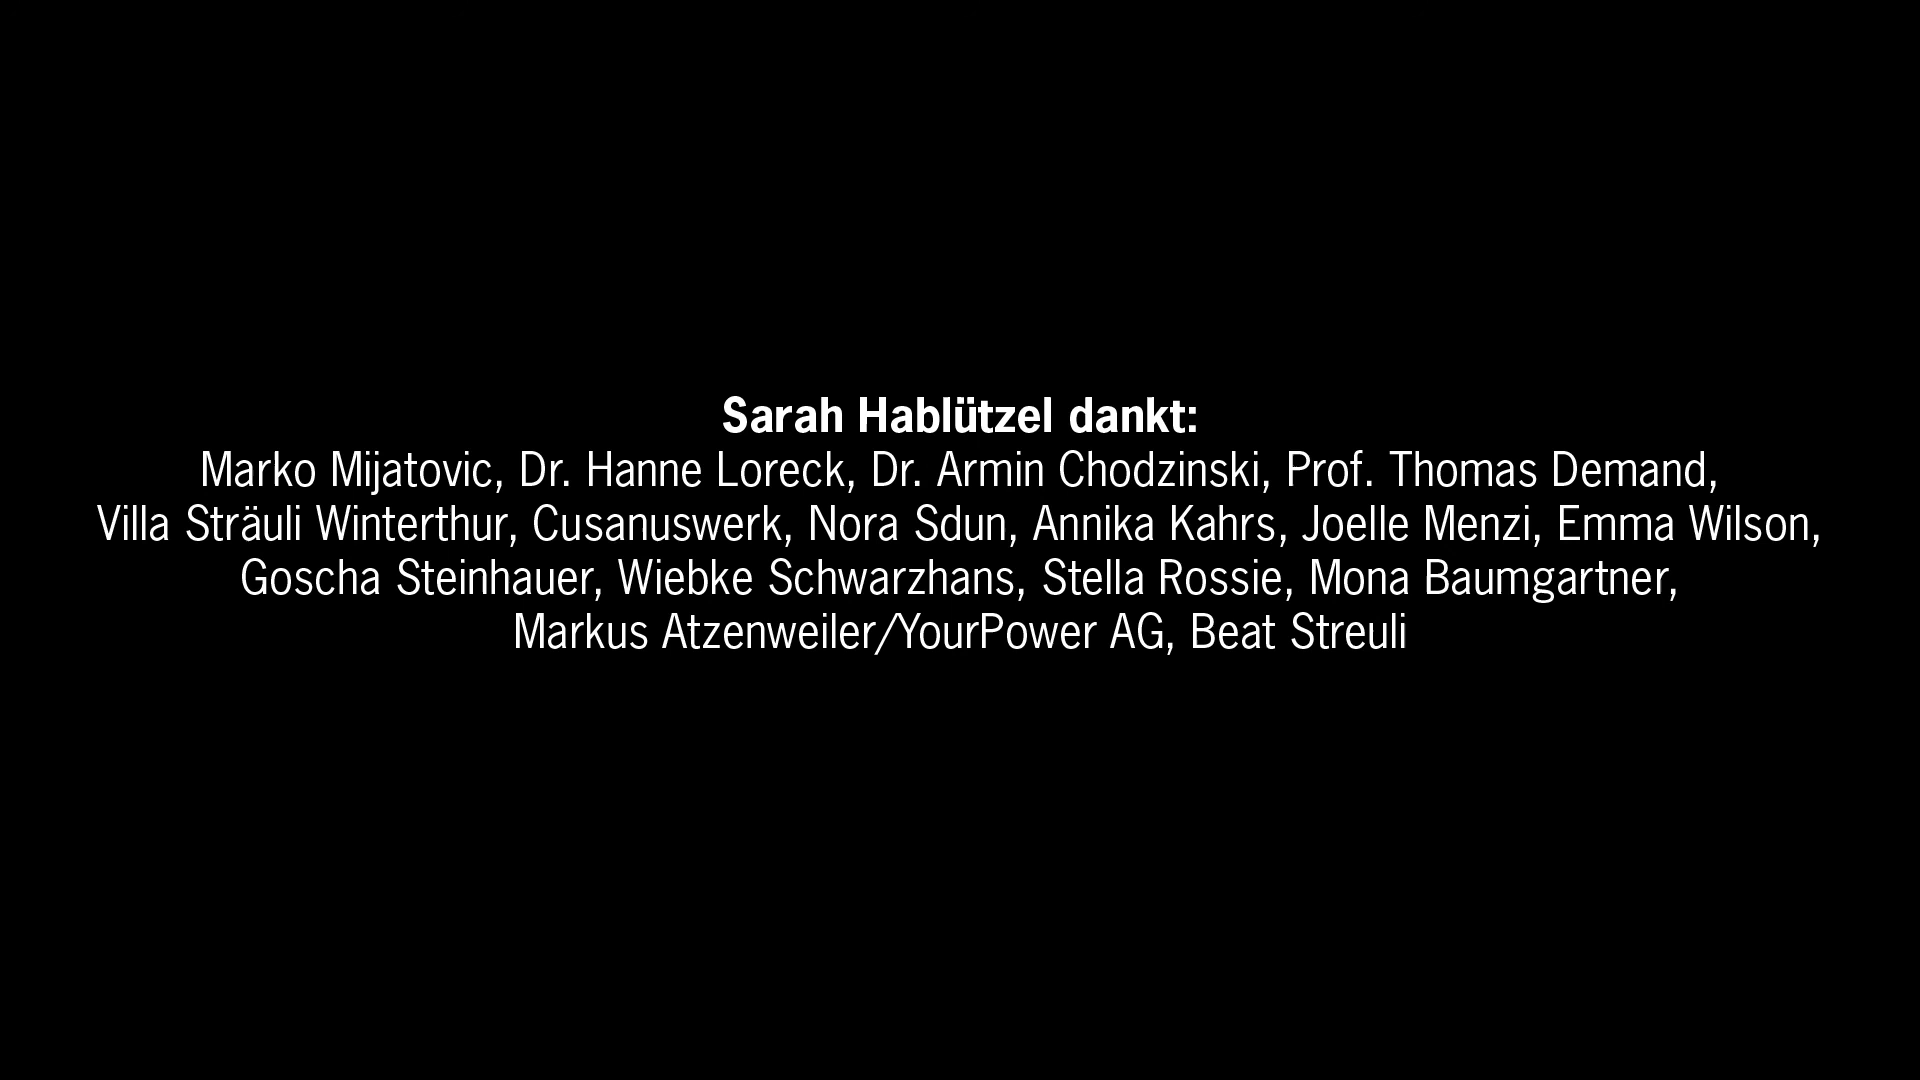 Sarah Hablützel dankt:
Marko Mijatovic, Dr. Hanne Loreck, Dr. Armin Chodzinski, Prof. Thomas Demand,
Villa Sträuli Winterthur, Cusanuswerk, Nora Sdun, Annika Kahrs, Joelle Menzi, Emma Wilson,
Goscha Steinhauer, Wiebke Schwarzhans, Stella Rossie, Mona Baumgartner,
Markus Atzenweiler/YourPower AG, Beat Streuli